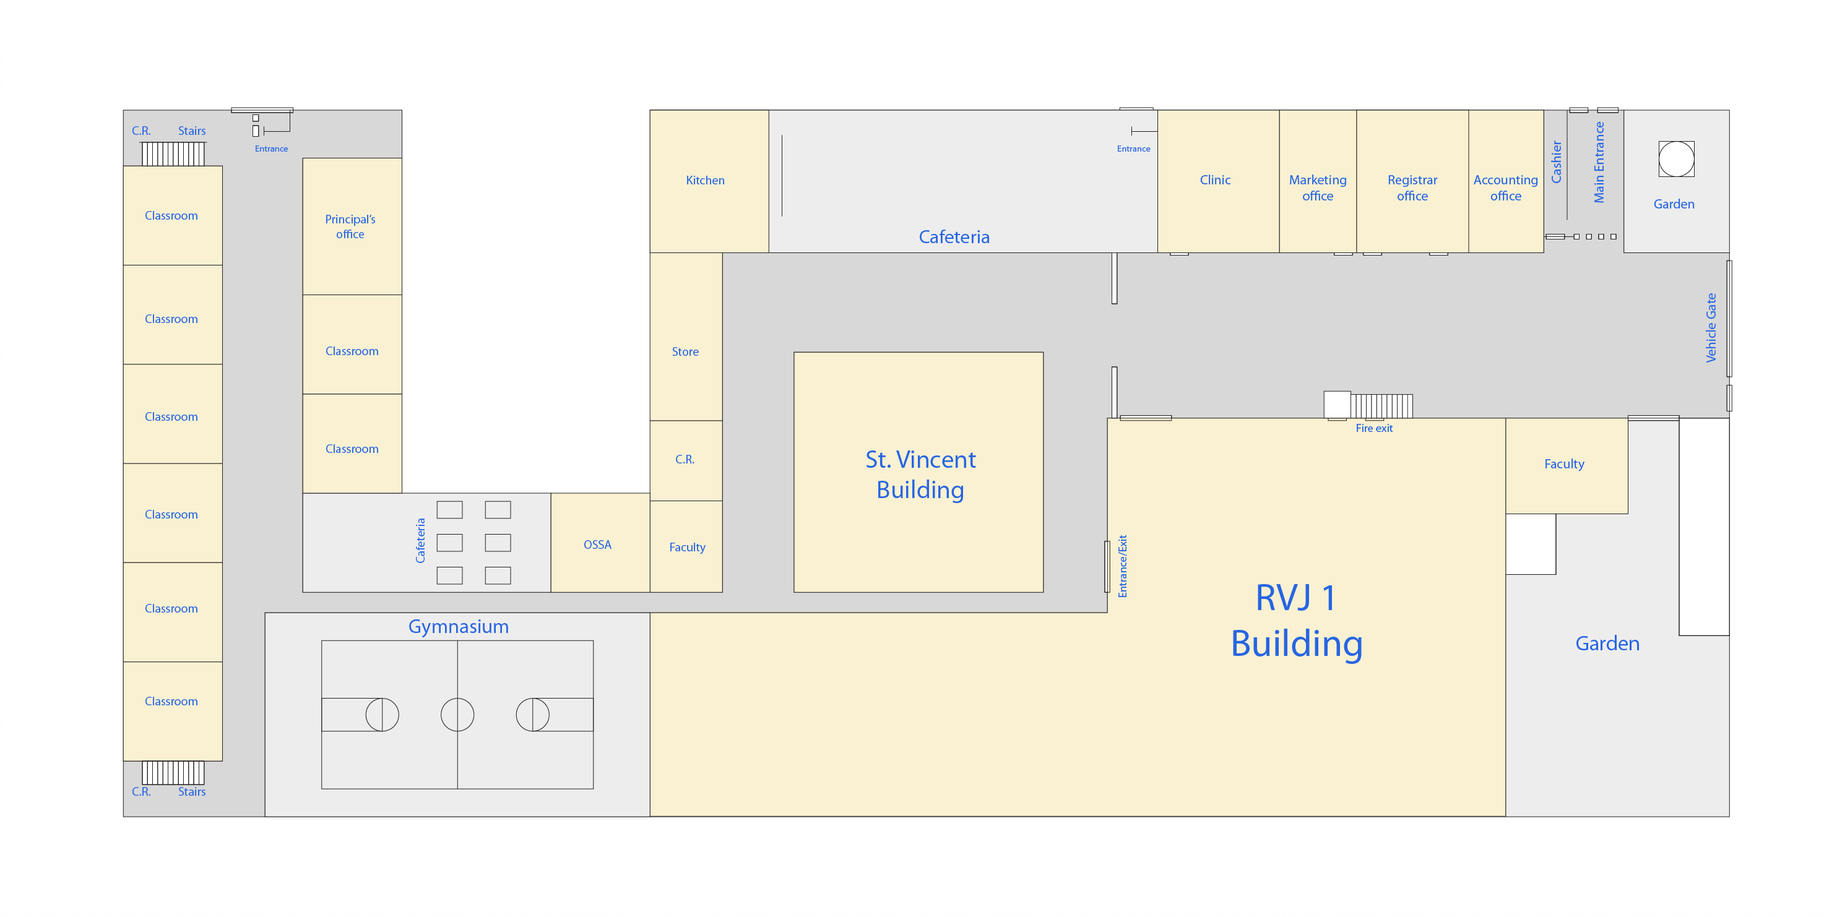 C.R.
Stairs
Entrance
Classroom
Classroom
Classroom
Classroom
Classroom
Classroom
C.R.
Stairs
Principal's
office
Classroom
Classroom
Cafeteria
OSSA
Gymnasium
Kitchen
Store
C.R.
Faculty
Cafeteria
Entrance
St. Vincent
Building
Clinic
Marketing
office
Registrar
office
Accounting
office
Cashier
Main Entrance
Garden
Vehicle Gate
Fire exit
Entrance/Exit
RVJ 1
Building
Faculty
Garden